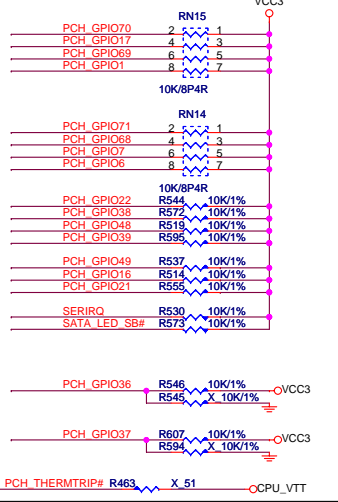 VCC3
RN15
PCH_GPIO70 2 1
PCH_GPIO17 4 3
PCH_GPIO69 6 5
PCH_GPIO1 8 7
10K/8P4R
RN14
PCH_GPIO71 2 1
PCH_GPIO68 4 3
PCH_GPIO7 6 5
PCH_GPIO6 8 7
10K/8P4R
PCH_GPIO22 R544 10K/1%
PCH_GPIO38 R572 10K/1%
PCH_GPIO48 R519 10K/1%
PCH_GPIO39 R595 10K/1%
PCH_GPIO49 R537 10K/1%
PCH_GPIO16 R514 10K/1%
PCH_GPIO21 R555 10K/1%
SERIRQ R530 10K/1%
SATA_LED_SB# R573 10K/1%
PCH_GPIO36 R546 10K/1% VCC3
R545 X_10K/1%
PCH_GPIO37 R607 10K/1% VCC3
R594 X_10K/1%
PCH_THERMTRIP# R463 X_51 CPU_VTT